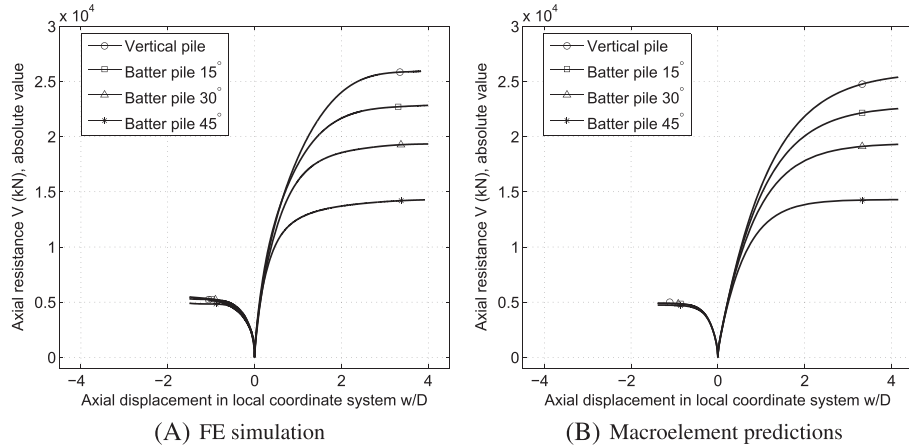 x 10⁴
3
2.5
2
1.5
1
0.5
0
−4
−2
0
2
4
Axial resistance V (kN), absolute value
Axial displacement in local coordinate system w/D
Vertical pile
Batter pile 15°
Batter pile 30°
Batter pile 45°
(A) FE simulation
x 10⁴
3
2.5
2
1.5
1
0.5
0
−4
−2
0
2
4
Axial resistance V (kN), absolute value
Axial displacement in local coordinate system w/D
Vertical pile
Batter pile 15°
Batter pile 30°
Batter pile 45°
(B) Macroelement predictions